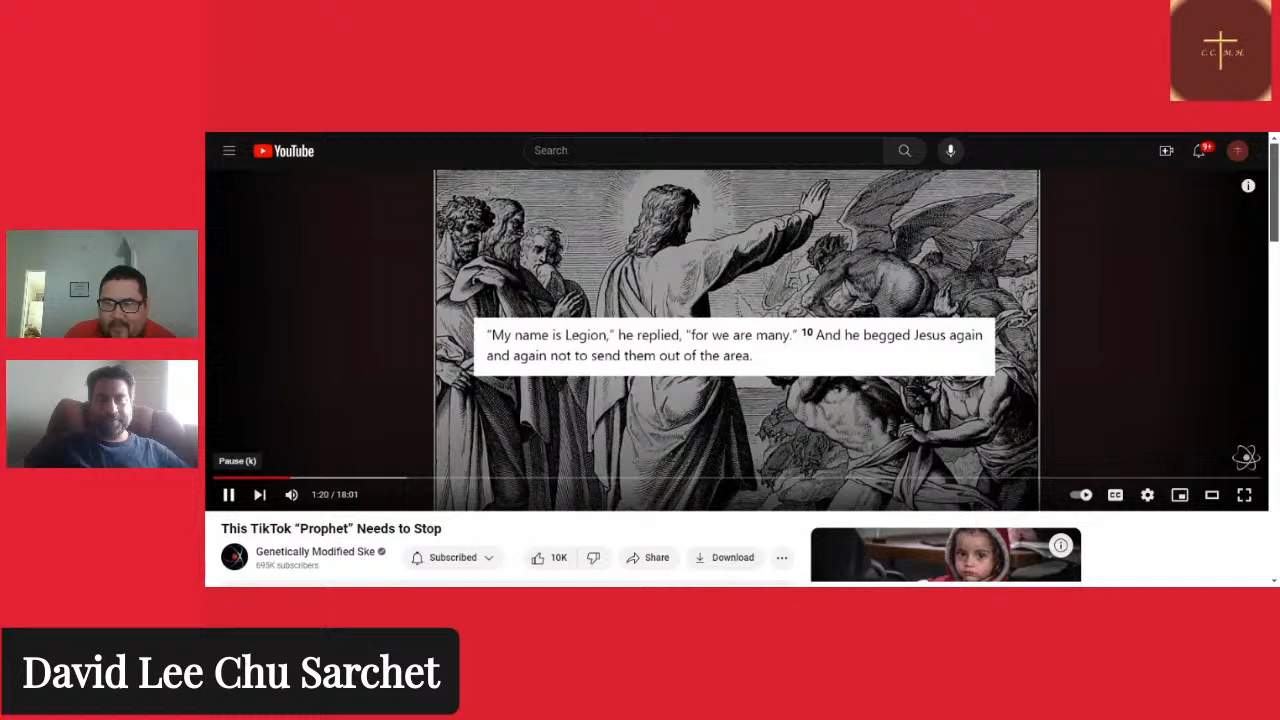 C. C. M. H.
YouTube
Search
9+
"My name is Legion," he replied, "for we are many." 10 And he begged Jesus again
and again not to send them out of the area.
Pause (k)
1:20 / 18:01
CC
This TikTok “Prophet” Needs to Stop
Genetically Modified Ske
695K subscribers
Subscribed
10K
Share
Download
David Lee Chu Sarchet